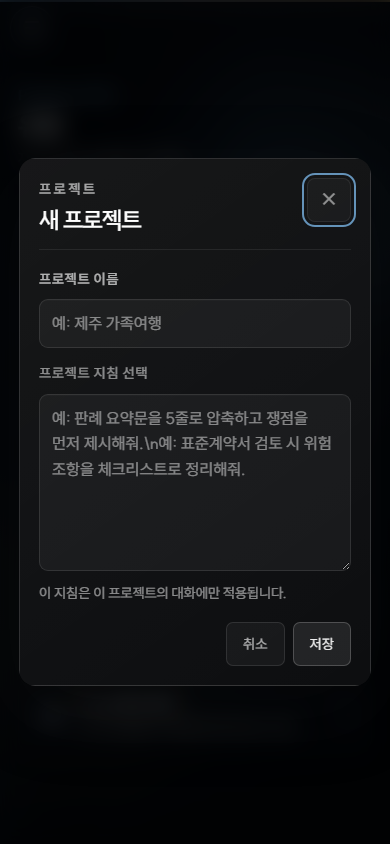 프로젝트
새 프로젝트
프로젝트 이름
예: 제주 가족여행
프로젝트 지침 선택
예: 판례 요약문을 5줄로 압축하고 쟁점을
먼저 제시해줘.\n예: 표준계약서 검토 시 위험
조항을 체크리스트로 정리해줘.
이 지침은 이 프로젝트의 대화에만 적용됩니다.
취소
저장